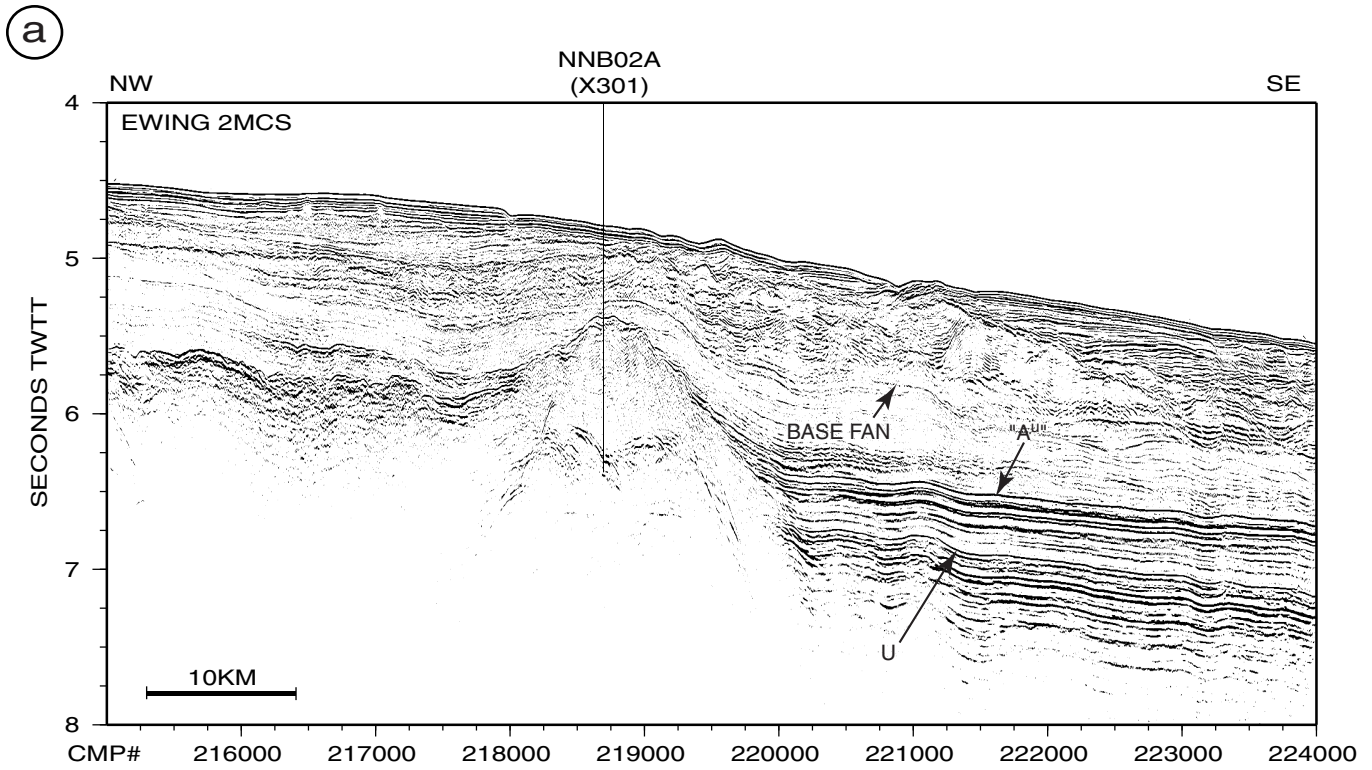 a
NNB02A
(X301)
NW
SE
4
EWING 2MCS
5
6
7
8
SECONDS TWTT
BASE FAN
"Aᵁ"
U
10KM
CMP# 216000 217000 218000 219000 220000 221000 222000 223000 224000